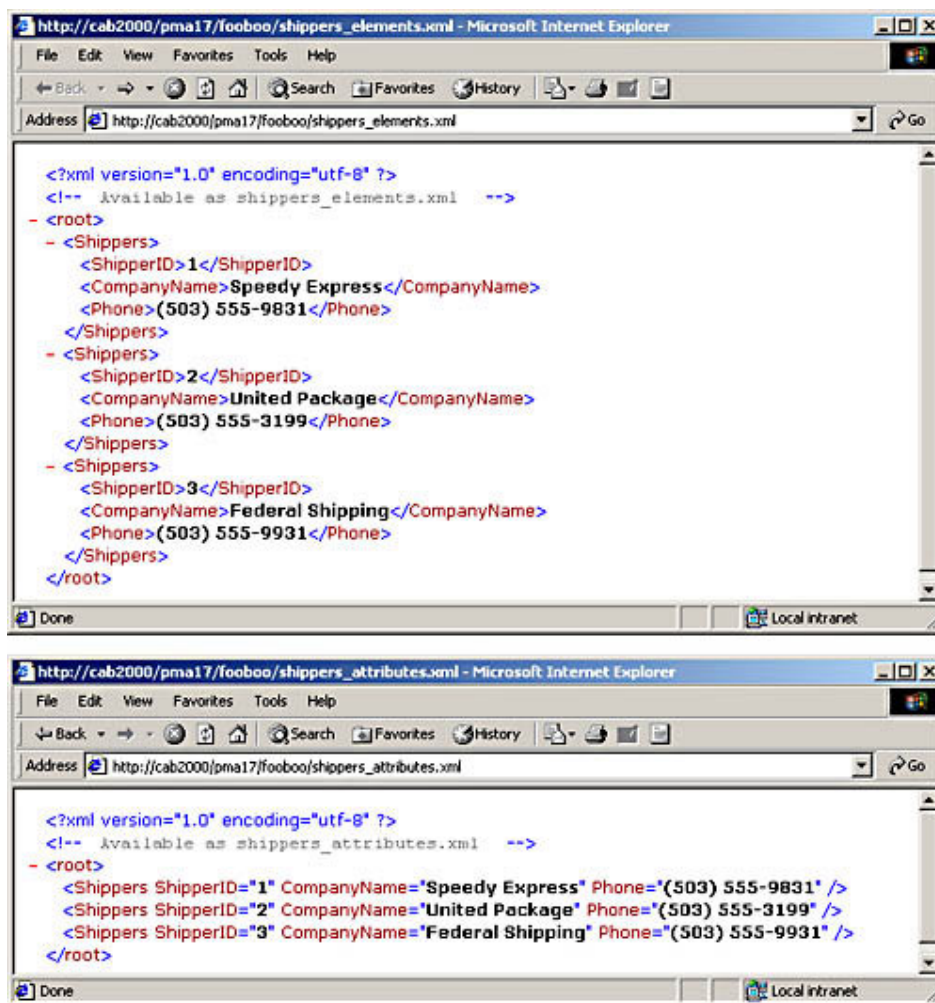 http://cab2000/pma17/fooboo/shippers_elements.xml - Microsoft Internet Explorer
File Edit View Favorites Tools Help
Back Search Favorites History
Address http://cab2000/pma17/fooboo/shippers_elements.xml Go
<?xml version="1.0" encoding="utf-8" ?>
<!-- Available as shippers_elements.xml -->
- <root>
- <Shippers>
<ShipperID>1</ShipperID>
<CompanyName>Speedy Express</CompanyName>
<Phone>(503) 555-9831</Phone>
</Shippers>
- <Shippers>
<ShipperID>2</ShipperID>
<CompanyName>United Package</CompanyName>
<Phone>(503) 555-3199</Phone>
</Shippers>
- <Shippers>
<ShipperID>3</ShipperID>
<CompanyName>Federal Shipping</CompanyName>
<Phone>(503) 555-9931</Phone>
</Shippers>
</root>
Done Local intranet
http://cab2000/pma17/fooboo/shippers_attributes.xml - Microsoft Internet Explorer
File Edit View Favorites Tools Help
Back Search Favorites History
Address http://cab2000/pma17/fooboo/shippers_attributes.xml Go
<?xml version="1.0" encoding="utf-8" ?>
<!-- Available as shippers_attributes.xml -->
- <root>
<Shippers ShipperID="1" CompanyName="Speedy Express" Phone="(503) 555-9831" />
<Shippers ShipperID="2" CompanyName="United Package" Phone="(503) 555-3199" />
<Shippers ShipperID="3" CompanyName="Federal Shipping" Phone="(503) 555-9931" />
</root>
Done Local intranet